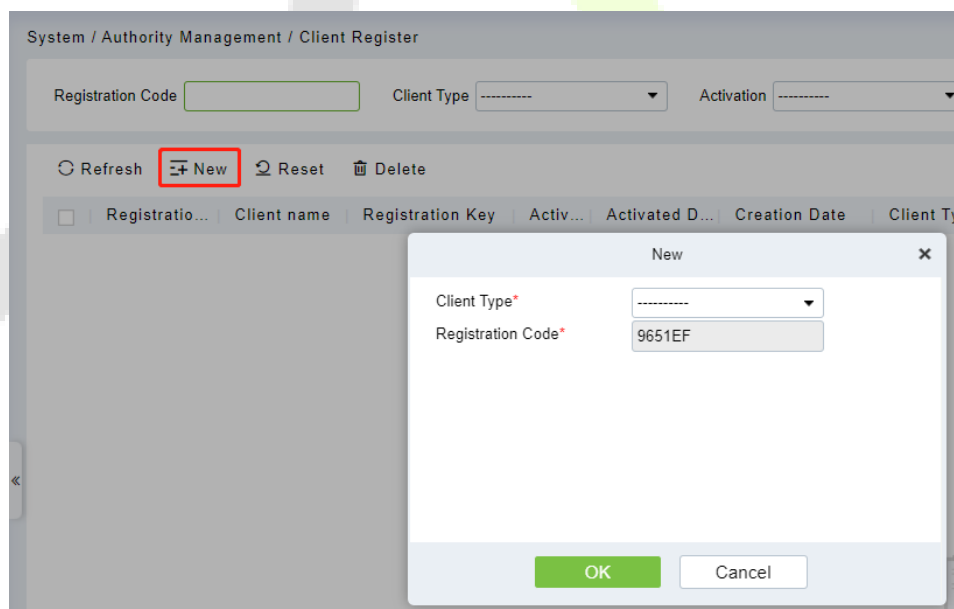 System / Authority Management / Client Register
Registration Code Client Type ---------- Activation ----------
Refresh New Reset Delete
Registratio... Client name Registration Key Activ... Activated D... Creation Date Client Ty
New
Client Type* ----------
Registration Code* 9651EF
OK Cancel